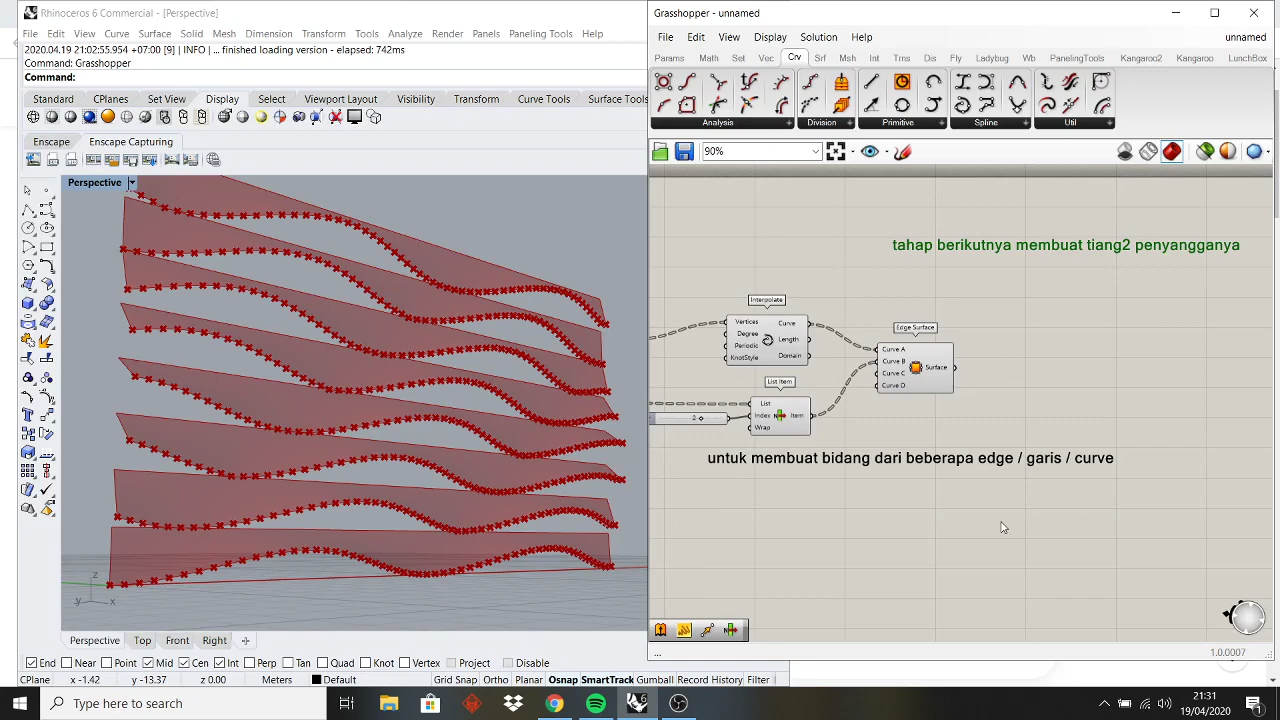 Rhinoceros 6 Commercial - [Perspective]
File Edit View Curve Surface Solid Mesh Dimension Transform Tools Analyze Render Panels Paneling Tools Help
2020.04.19 21:02:55.954 +07:00 [9] | INFO | ... finished loading version - elapsed: 742ms
Command: Grasshopper
Command:
Standard CPlanes Set View Display Select Viewport Layout Visibility Transform Curve Tools Surface Tools
Enscape Enscape Capturing
Perspective
z
y x
Perspective Top Front Right
End Near Point Mid Cen Int Perp Tan Quad Knot Vertex Project Disable
CPlane x -1.42 y -13.37 z 0.00 Meters Default Grid Snap Ortho Planar Osnap SmartTrack Gumball Record History Filter
Grasshopper - unnamed
File Edit View Display Solution Help unnamed
Params Math Set Vec Crv Srf Msh Int Trns Dis Fly Ladybug Wb PanelingTools Kangaroo2 Kangaroo LunchBox
Analysis Division Primitive Spline Util
90%
tahap berikutnya membuat tiang2 penyangganya
Interpolate
Vertices Curve
Degree
Periodic Length
KnotStyle Domain
Edge Surface
Curve A
Curve B
Curve C Surface
Curve D
List Item
List
Index Item
Wrap
2
untuk membuat bidang dari beberapa edge / garis / curve
...
1.0.0007
Type here to search
21:31
19/04/2020